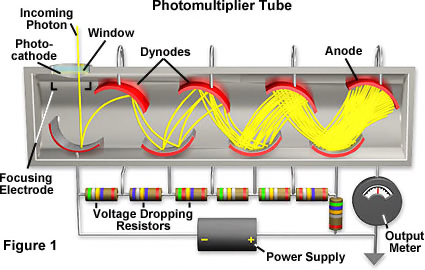 Photomultiplier Tube
Incoming
Photon
Window
Photo-
cathode
Dynodes
Anode
Focusing
Electrode
Voltage Dropping
Resistors
Output
Meter
Power Supply
Figure 1